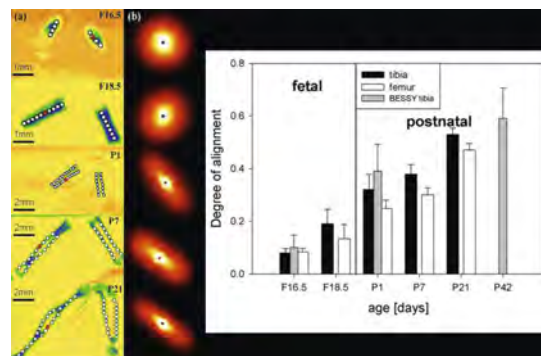 (a)
F16.5
1mm
F18.5
1mm
P1
2mm
P7
2mm
P21
2mm
(b)
fetal
postnatal
tibia
femur
BESSY tibia
Degree of alignment
0.8
0.6
0.4
0.2
0.0
F16.5 F18.5 P1 P7 P21 P42
age [days]